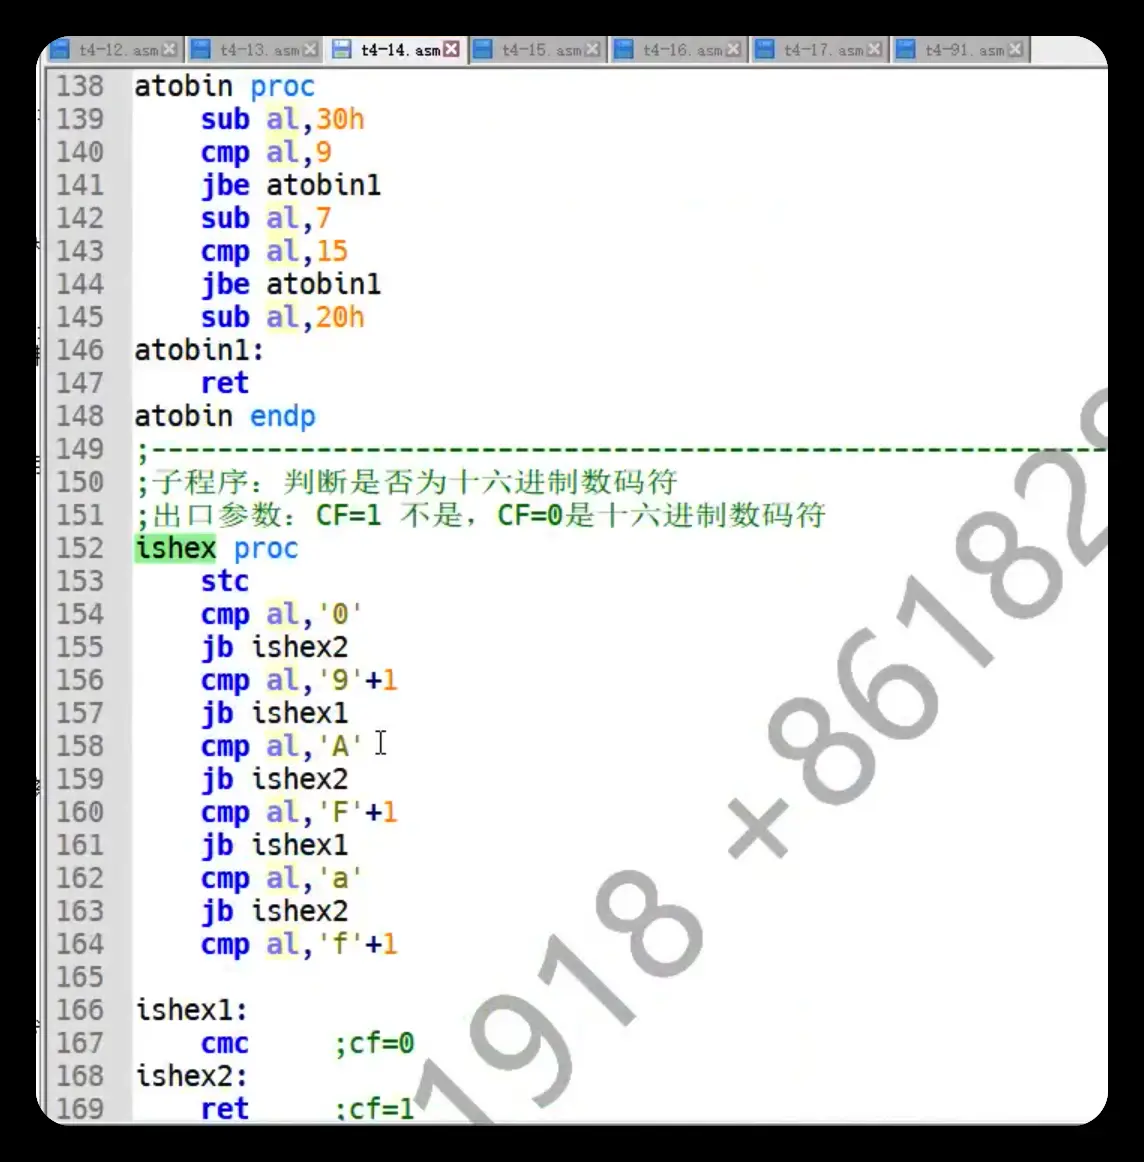 t4-12.asm t4-13.asm t4-14.asm t4-15.asm t4-16.asm t4-17.asm t4-91.asm
138 atobin proc
139 sub al,30h
140 cmp al,9
141 jbe atobin1
142 sub al,7
143 cmp al,15
144 jbe atobin1
145 sub al,20h
146 atobin1:
147 ret
148 atobin endp
149 ;----------------------------------------------------------
150 ;子程序：判断是否为十六进制数码符
151 ;出口参数：CF=1 不是，CF=0是十六进制数码符
152 ishex proc
153 stc
154 cmp al,'0'
155 jb ishex2
156 cmp al,'9'+1
157 jb ishex1
158 cmp al,'A'
159 jb ishex2
160 cmp al,'F'+1
161 jb ishex1
162 cmp al,'a'
163 jb ishex2
164 cmp al,'f'+1
165
166 ishex1:
167 cmc ;cf=0
168 ishex2:
169 ret ;cf=1
1918 +86182